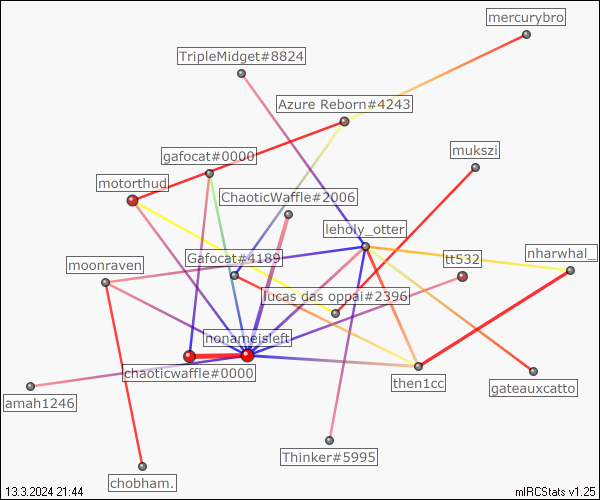 mercurybro
TripleMidget#8824
Azure Reborn#4243
mukszi
gafocat#0000
motorthud
ChaoticWaffle#2006
leholy_otter
Gafocat#4189
tt532
nharwhal_
moonraven
lucas das oppai#2396
nonameisleft
chaoticwaffle#0000
then1cc
gateauxcatto
amah1246
Thinker#5995
chobham.
13.3.2024 21:44
mIRCStats v1.25